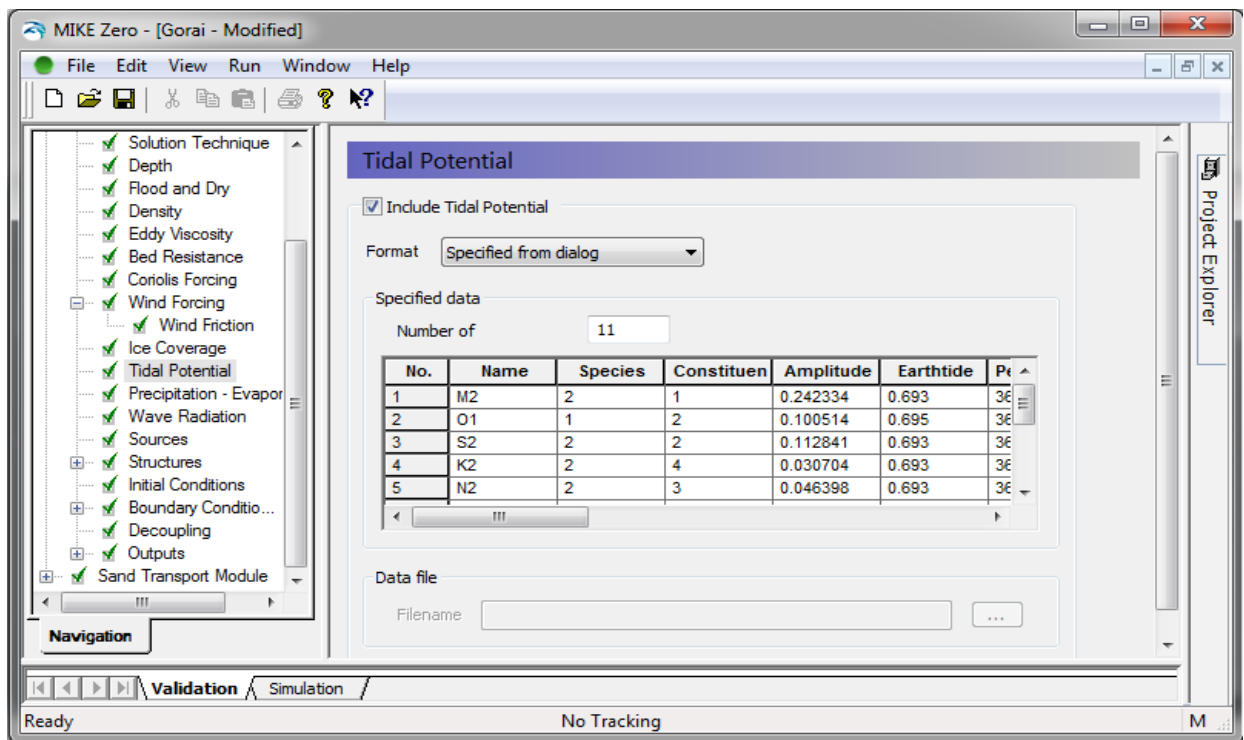 MIKE Zero - [Gorai - Modified]
File Edit View Run Window Help
Solution Technique
Depth
Flood and Dry
Density
Eddy Viscosity
Bed Resistance
Coriolis Forcing
Wind Forcing
Wind Friction
Ice Coverage
Tidal Potential
Precipitation - Evapor
Wave Radiation
Sources
Structures
Initial Conditions
Boundary Conditio...
Decoupling
Outputs
Sand Transport Module
Navigation
Tidal Potential
Include Tidal Potential
Format Specified from dialog
Specified data
Number of 11
No. Name Species Constituen Amplitude Earthtide Pe
1 M2 2 1 0.242334 0.693 36
2 O1 1 2 0.100514 0.695 36
3 S2 2 2 0.112841 0.693 36
4 K2 2 4 0.030704 0.693 36
5 N2 2 3 0.046398 0.693 36
Data file
Filename ...
Project Explorer
Validation Simulation
Ready No Tracking M